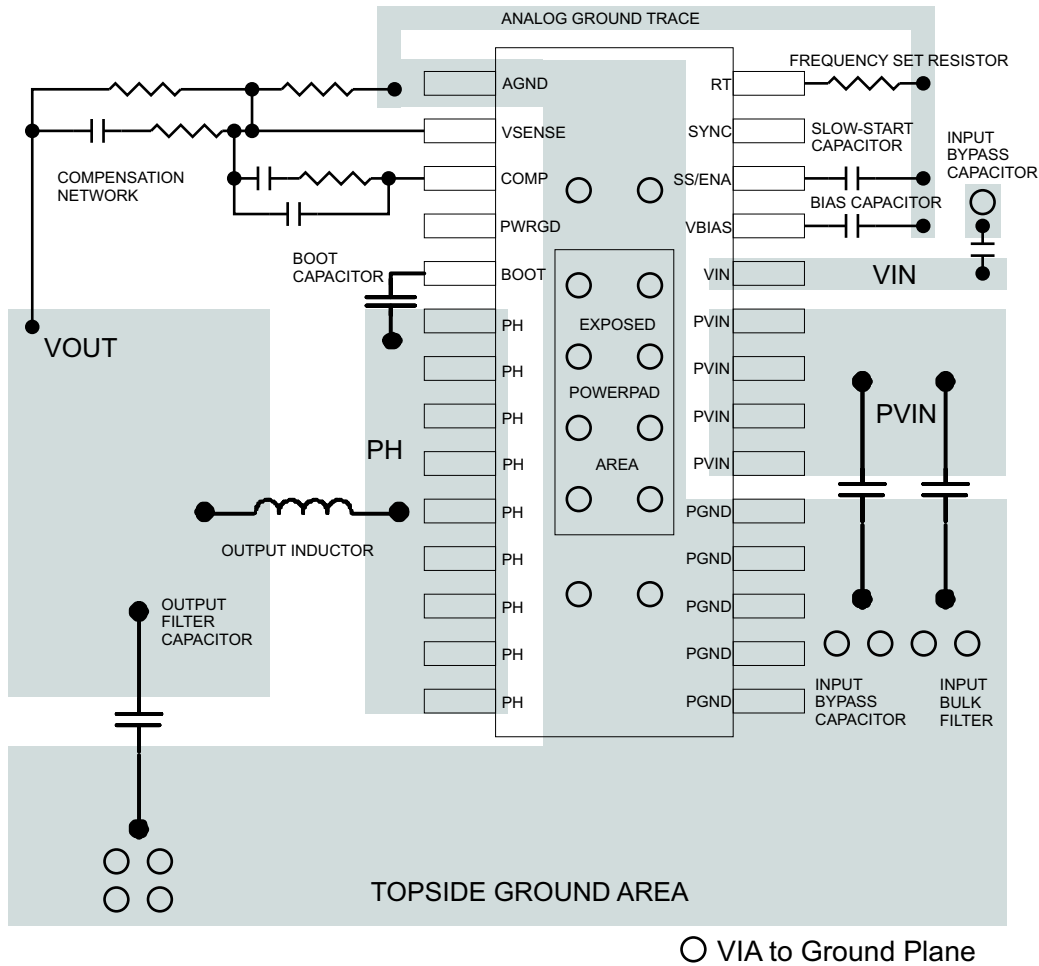 ANALOG GROUND TRACE
AGND
VSENSE
COMP
PWRGD
BOOT
PH
PH
PH
PH
PH
PH
PH
PH
PH
RT
SYNC
SS/ENA
VBIAS
VIN
PVIN
PVIN
PVIN
PVIN
PGND
PGND
PGND
PGND
PGND
FREQUENCY SET RESISTOR
SLOW-START
CAPACITOR
BIAS CAPACITOR
INPUT
BYPASS
CAPACITOR
COMPENSATION
NETWORK
BOOT
CAPACITOR
VIN
VOUT
EXPOSED
POWERPAD
AREA
PVIN
PH
OUTPUT INDUCTOR
OUTPUT
FILTER
CAPACITOR
INPUT
BYPASS
CAPACITOR
INPUT
BULK
FILTER
TOPSIDE GROUND AREA
VIA to Ground Plane